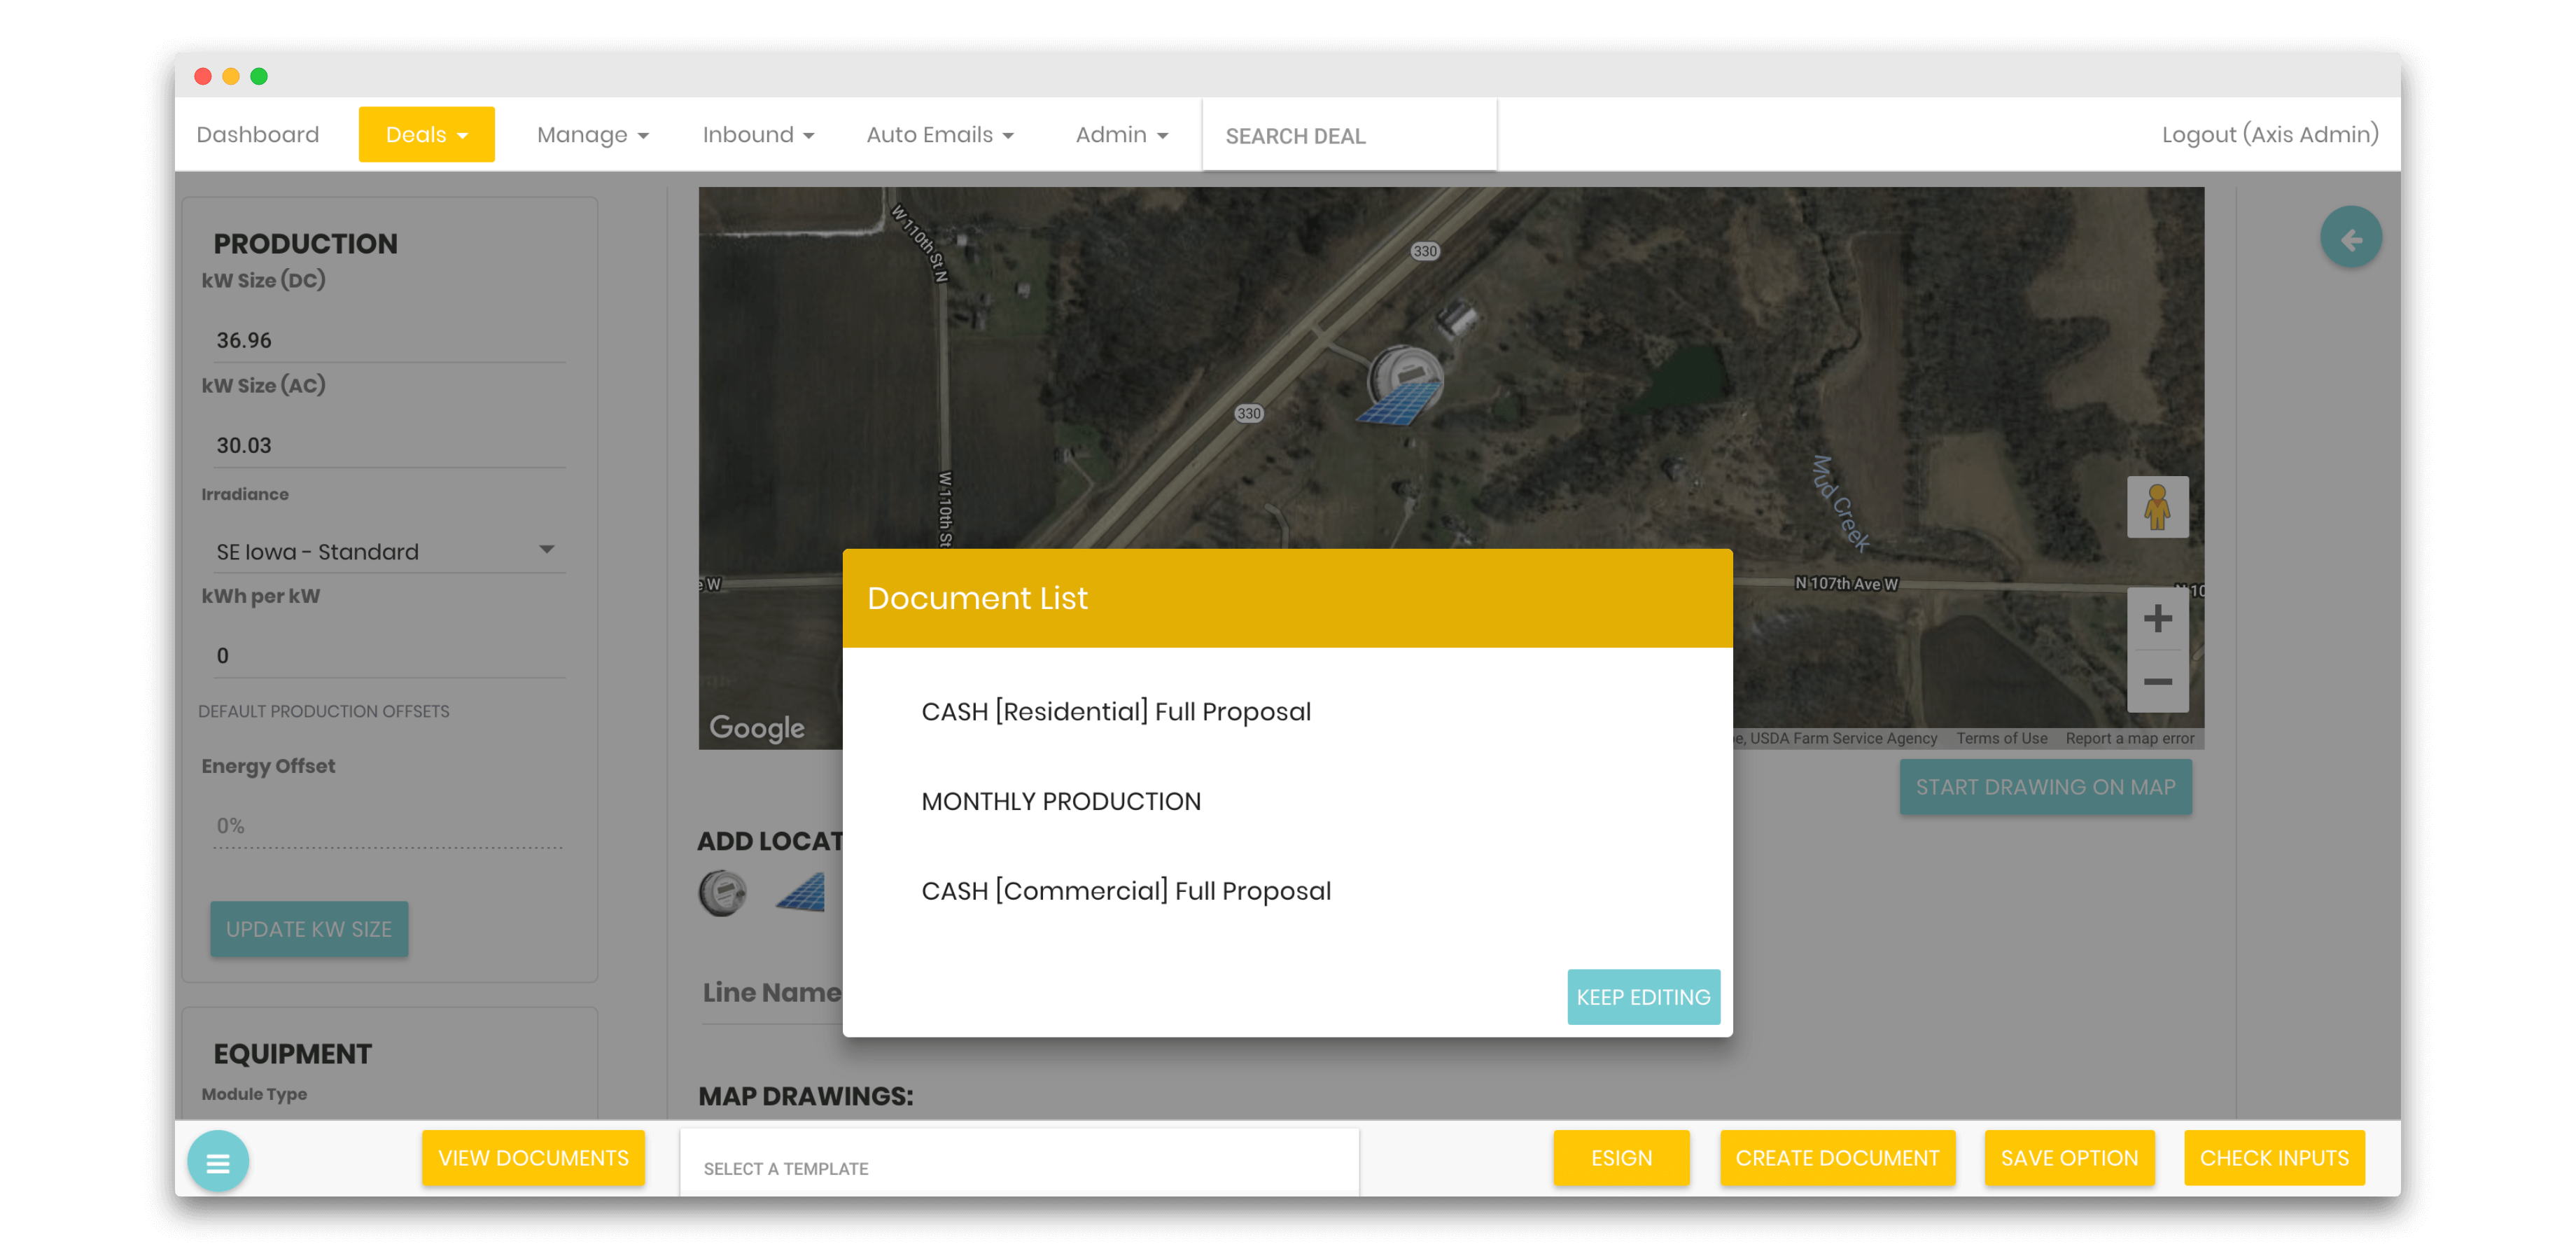 Dashboard
Deals
Manage
Inbound
Auto Emails
Admin
SEARCH DEAL
Logout (Axis Admin)
PRODUCTION
kW Size (DC)
36.96
kW Size (AC)
30.03
Irradiance
SE Iowa - Standard
kWh per kW
0
DEFAULT PRODUCTION OFFSETS
Energy Offset
0%
UPDATE KW SIZE
EQUIPMENT
Module Type
W 110th St N
330
330
W 110th St
Mud Creek
N 107th Ave W
W
10
Google
USDA Farm Service Agency
Terms of Use
Report a map error
START DRAWING ON MAP
ADD LOCAT
Line Name
MAP DRAWINGS:
Document List
CASH [Residential] Full Proposal
MONTHLY PRODUCTION
CASH [Commercial] Full Proposal
KEEP EDITING
VIEW DOCUMENTS
SELECT A TEMPLATE
ESIGN
CREATE DOCUMENT
SAVE OPTION
CHECK INPUTS